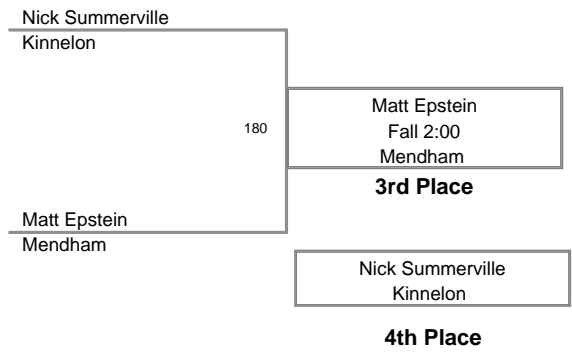 Nick Summerville
Kinnelon
180
Matt Epstein
Fall 2:00
Mendham
3rd Place
Matt Epstein
Mendham
Nick Summerville
Kinnelon
4th Place